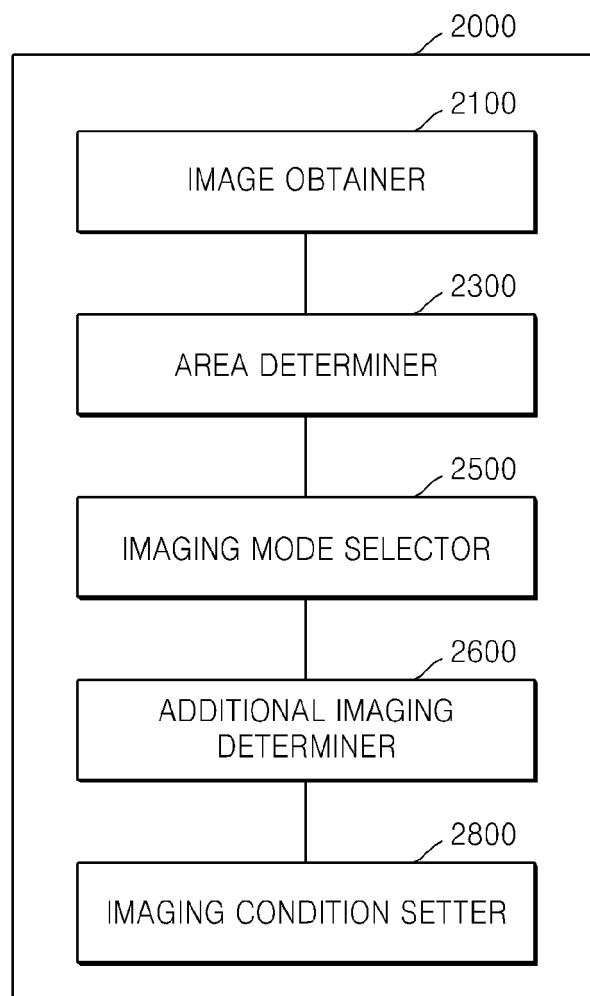 2000
2100
IMAGE OBTAINER
2300
AREA DETERMINER
2500
IMAGING MODE SELECTOR
2600
ADDITIONAL IMAGING
DETERMINER
2800
IMAGING CONDITION SETTER